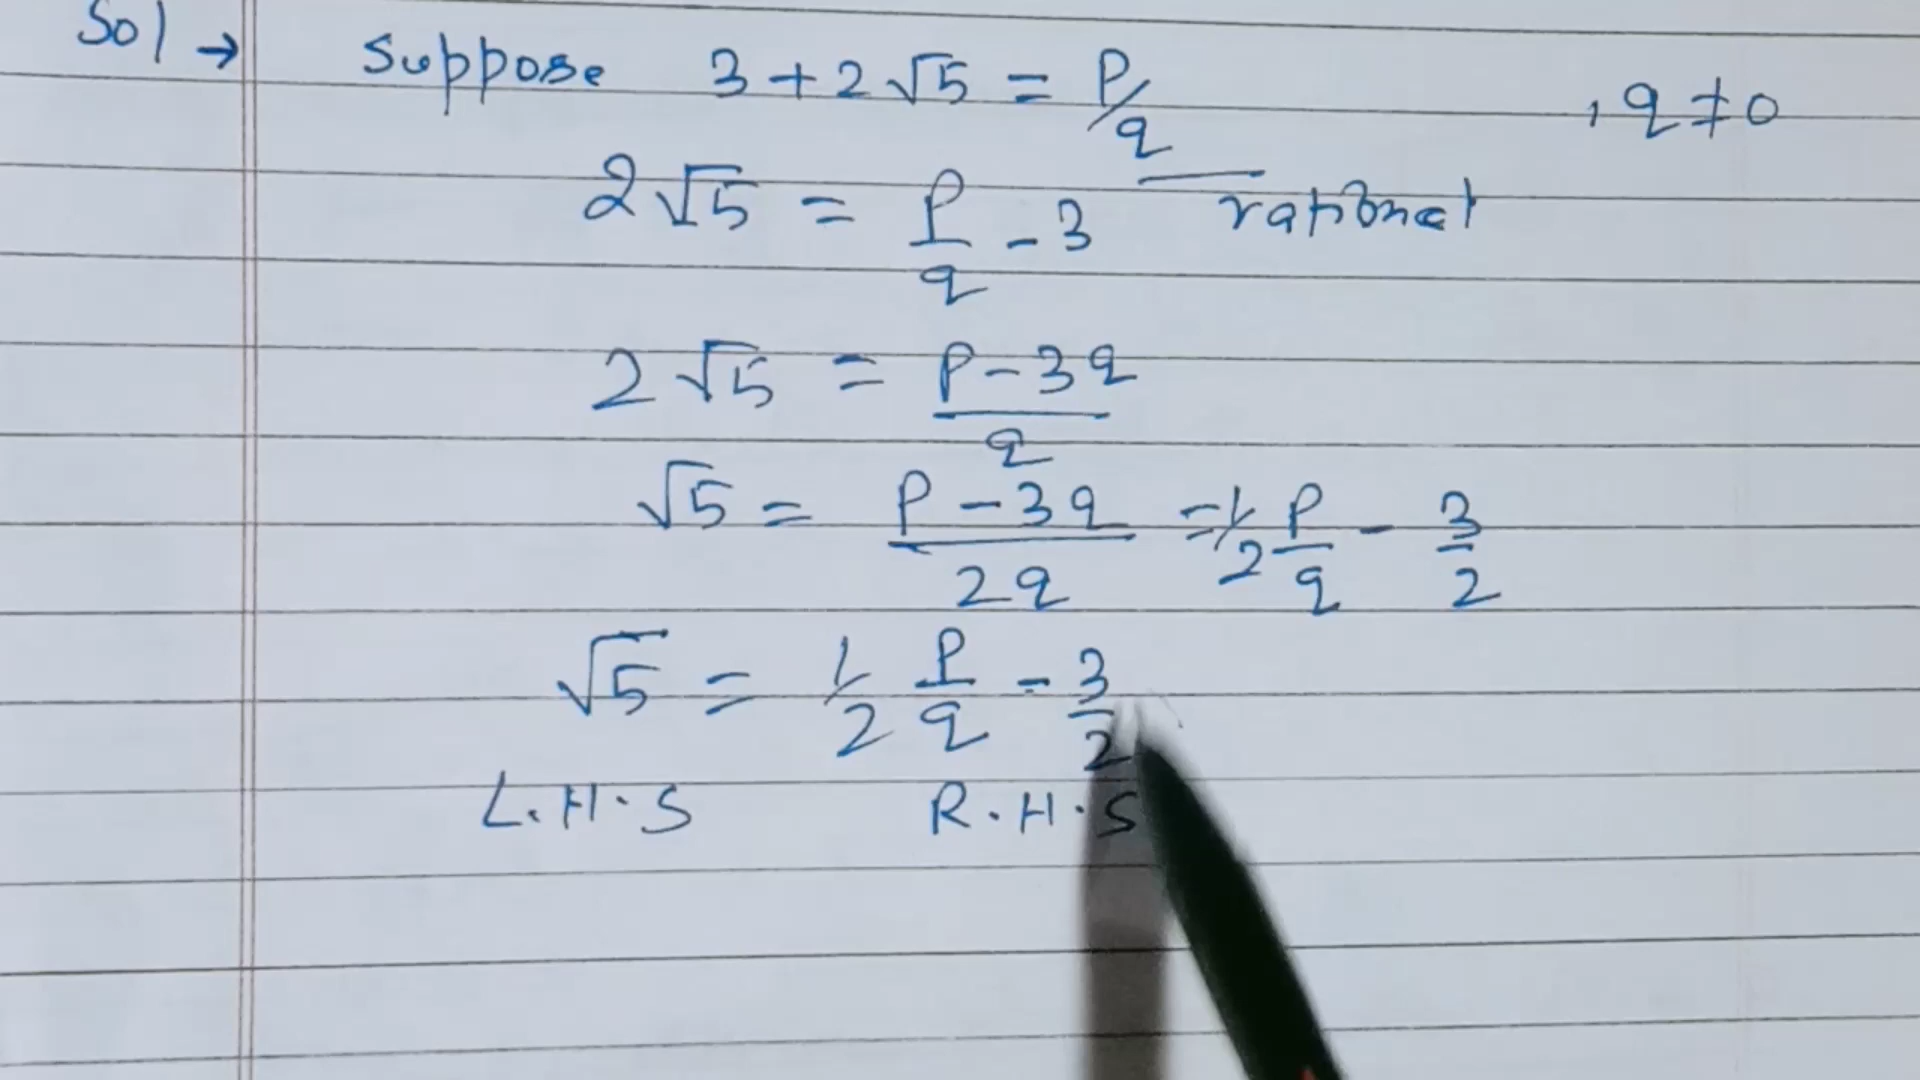 Sol → Suppose 3+2√5 = P/q , q ≠ 0
2√5 = P/q - 3 rational
2√5 = P-3q/q
√5 = P-3q/2q = 1/2 P/q - 3/2
√5 = 1/2 P/q - 3/2
L.H.S R.H.S